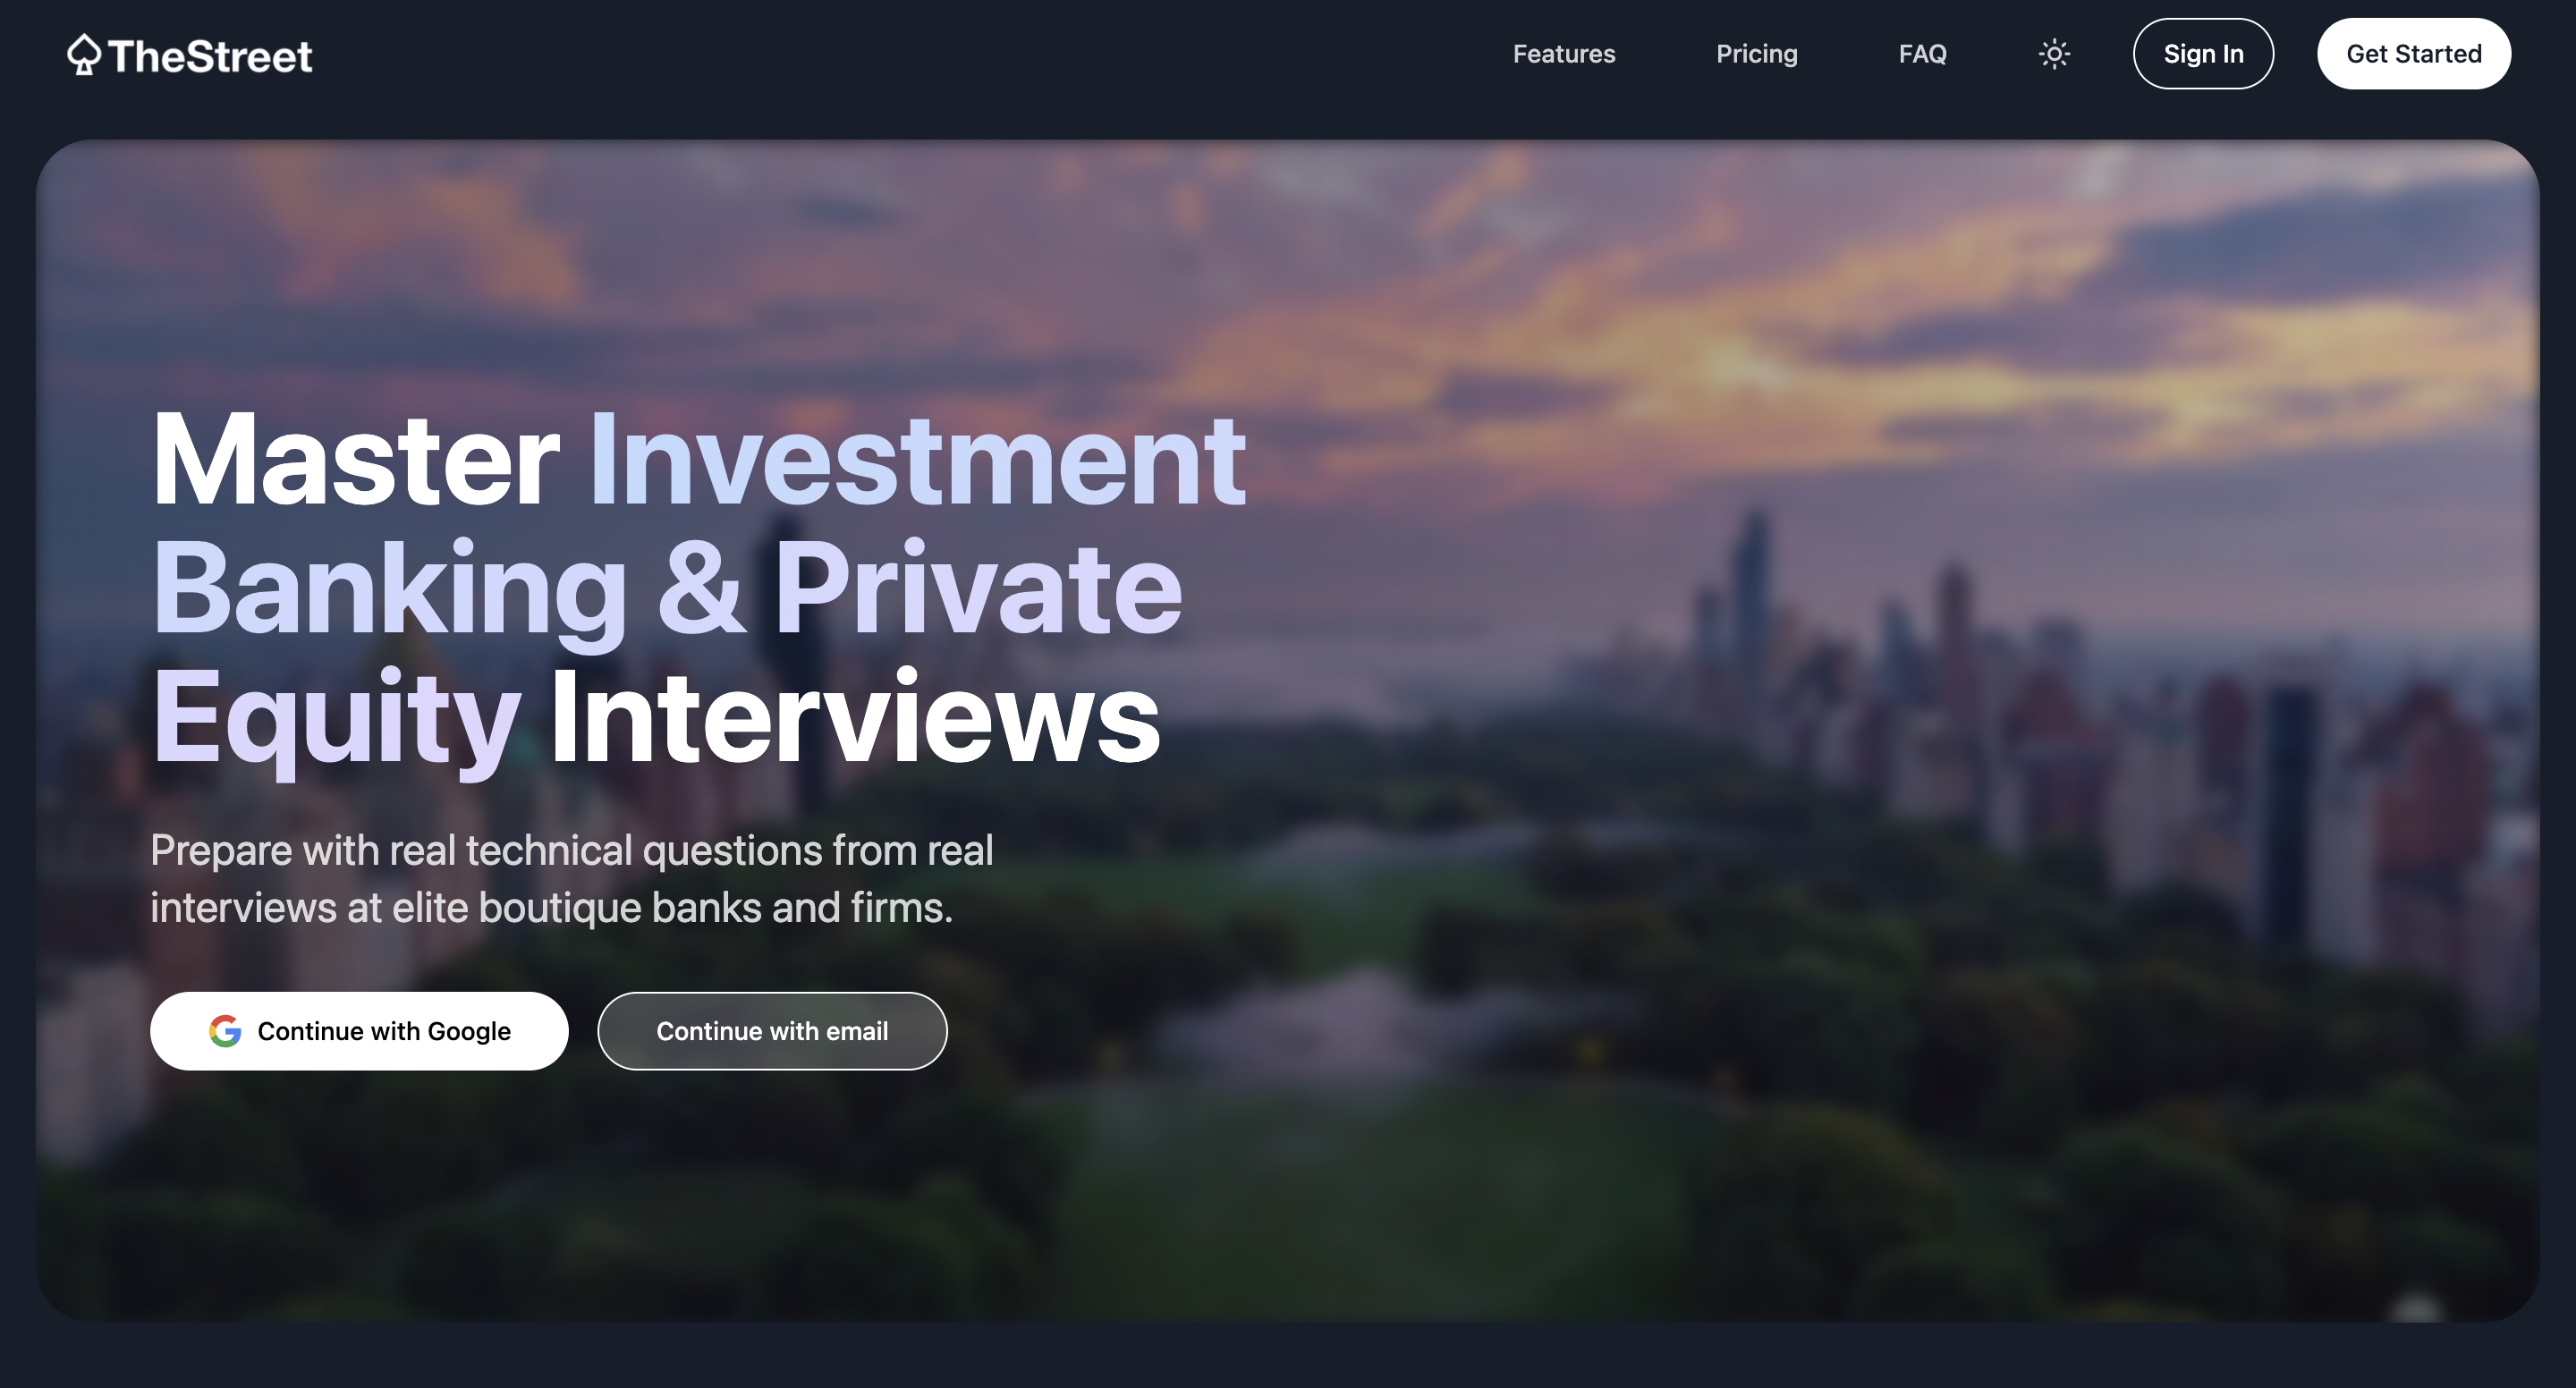 TheStreet
Features
Pricing
FAQ
Sign In
Get Started
Master Investment
Banking & Private
Equity Interviews
Prepare with real technical questions from real
interviews at elite boutique banks and firms.
Continue with Google
Continue with email